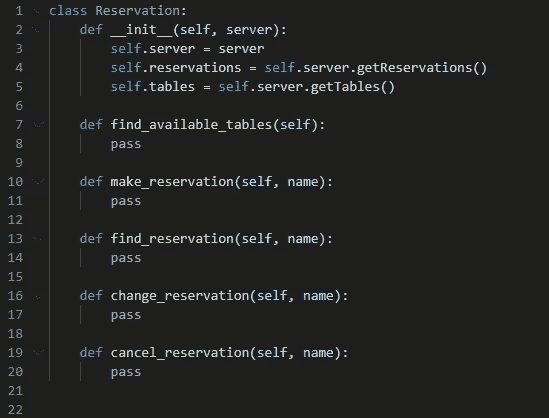 1 class Reservation:
2     def __init__(self, server):
3         self.server = server
4         self.reservations = self.server.getReservations()
5         self.tables = self.server.getTables()
6
7     def find_available_tables(self):
8         pass
9
10     def make_reservation(self, name):
11         pass
12
13     def find_reservation(self, name):
14         pass
15
16     def change_reservation(self, name):
17         pass
18
19     def cancel_reservation(self, name):
20         pass
21
22